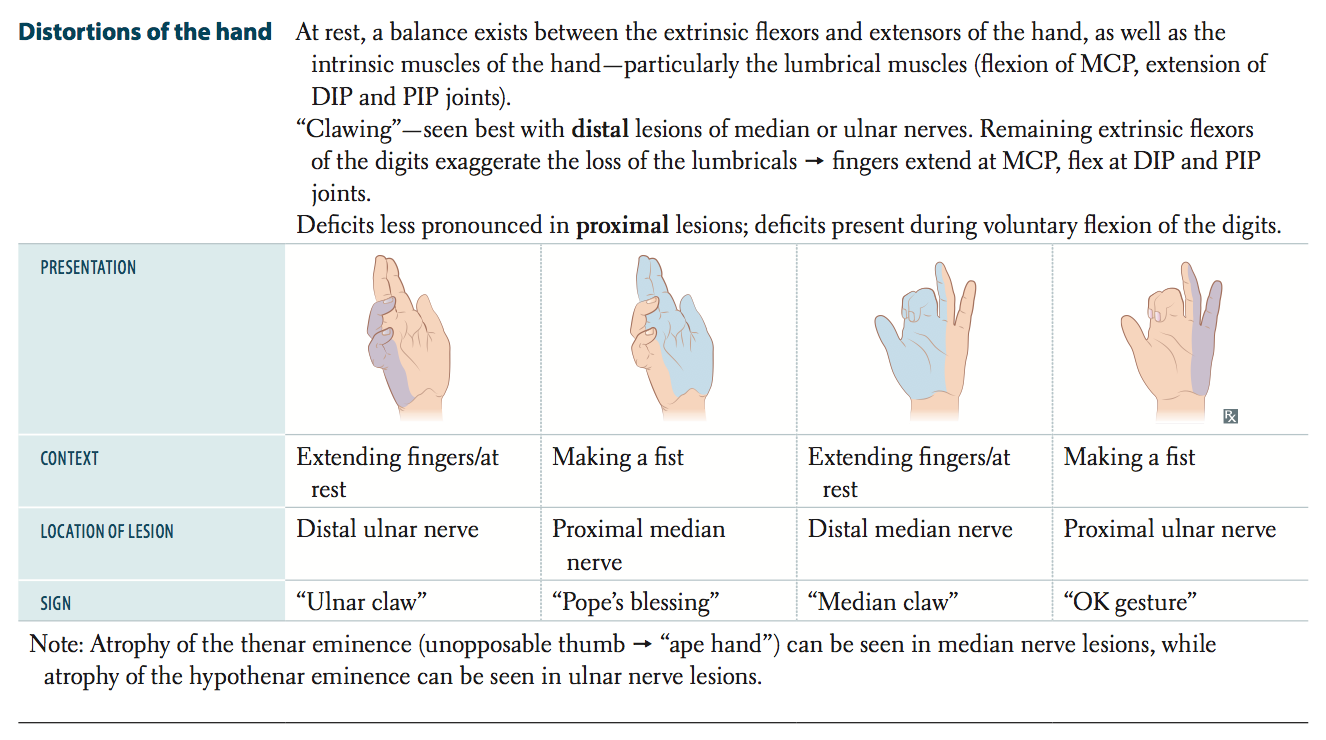 Distortions of the hand
At rest, a balance exists between the extrinsic flexors and extensors of the hand, as well as the
intrinsic muscles of the hand—particularly the lumbrical muscles (flexion of MCP, extension of
DIP and PIP joints).
“Clawing”—seen best with distal lesions of median or ulnar nerves. Remaining extrinsic flexors
of the digits exaggerate the loss of the lumbricals → fingers extend at MCP, flex at DIP and PIP
joints.
Deficits less pronounced in proximal lesions; deficits present during voluntary flexion of the digits.
PRESENTATION
Rx
CONTEXT
Extending fingers/at
rest
Making a fist
Extending fingers/at
rest
Making a fist
LOCATION OF LESION
Distal ulnar nerve
Proximal median
nerve
Distal median nerve
Proximal ulnar nerve
SIGN
“Ulnar claw”
“Pope’s blessing”
“Median claw”
“OK gesture”
Note: Atrophy of the thenar eminence (unopposable thumb → “ape hand”) can be seen in median nerve lesions, while
atrophy of the hypothenar eminence can be seen in ulnar nerve lesions.